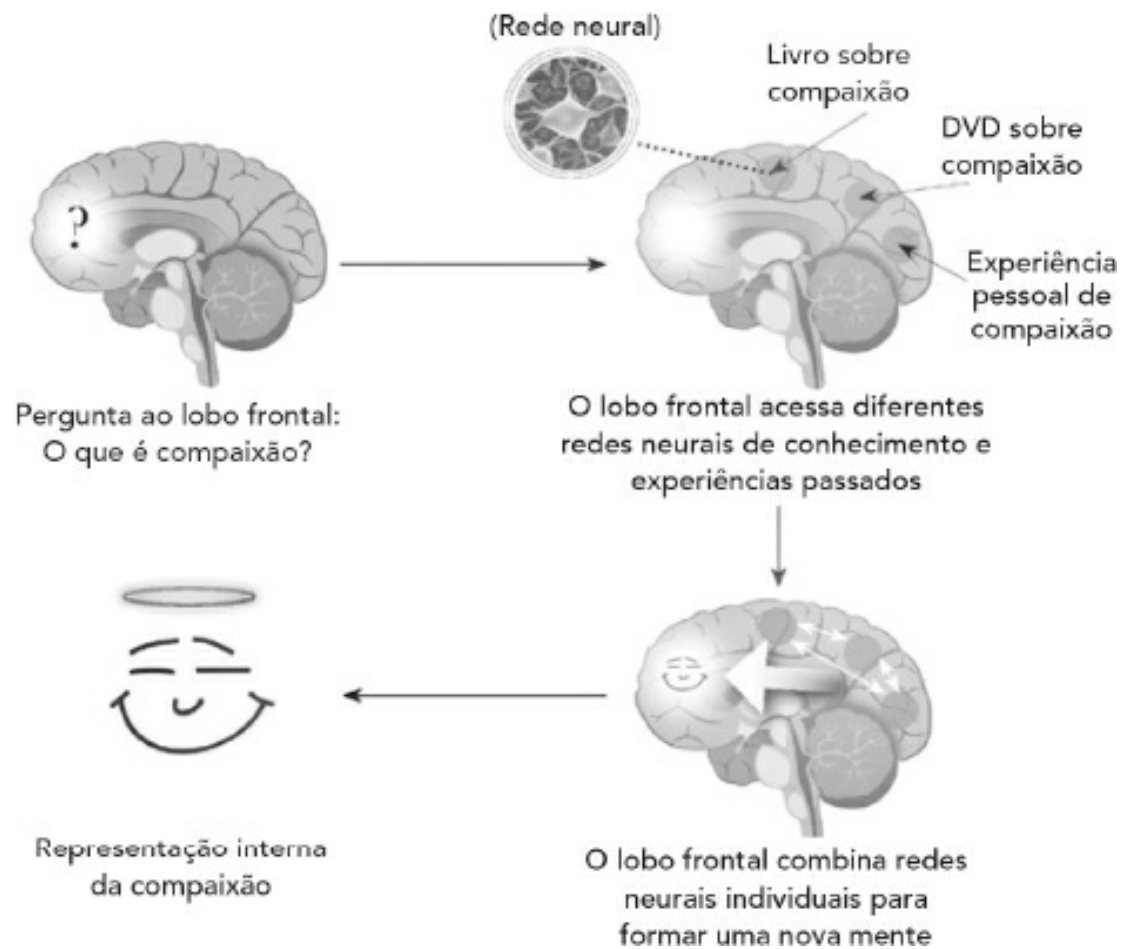 (Rede neural)
Livro sobre
compaixão
DVD sobre
compaixão
?
Experiência
pessoal de
compaixão
Pergunta ao lobo frontal:
O que é compaixão?
O lobo frontal acessa diferentes
redes neurais de conhecimento e
experiências passados
O lobo frontal combina redes
neurais individuais para
formar uma nova mente
Representação interna
da compaixão